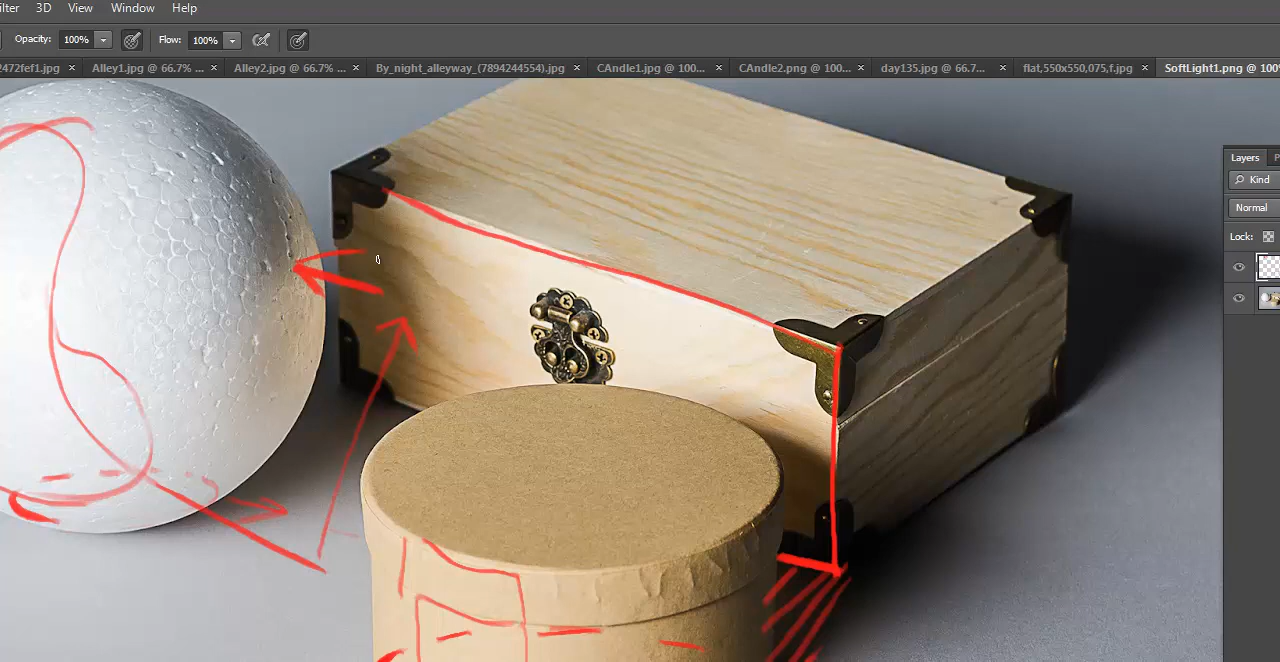 ilter 3D View Window Help
Opacity: 100% Flow: 100%
2472fef1.jpg × Alley1.jpg @ 66.7% ... × Alley2.jpg @ 66.7% ... × By_night_alleyway_(7894244554).jpg × CAndle1.jpg @ 100... × CAndle2.png @ 100... × day135.jpg @ 66.7... × flat,550x550,075,f.jpg × SoftLight1.png @ 100%
Layers P
Kind
Normal
Lock: